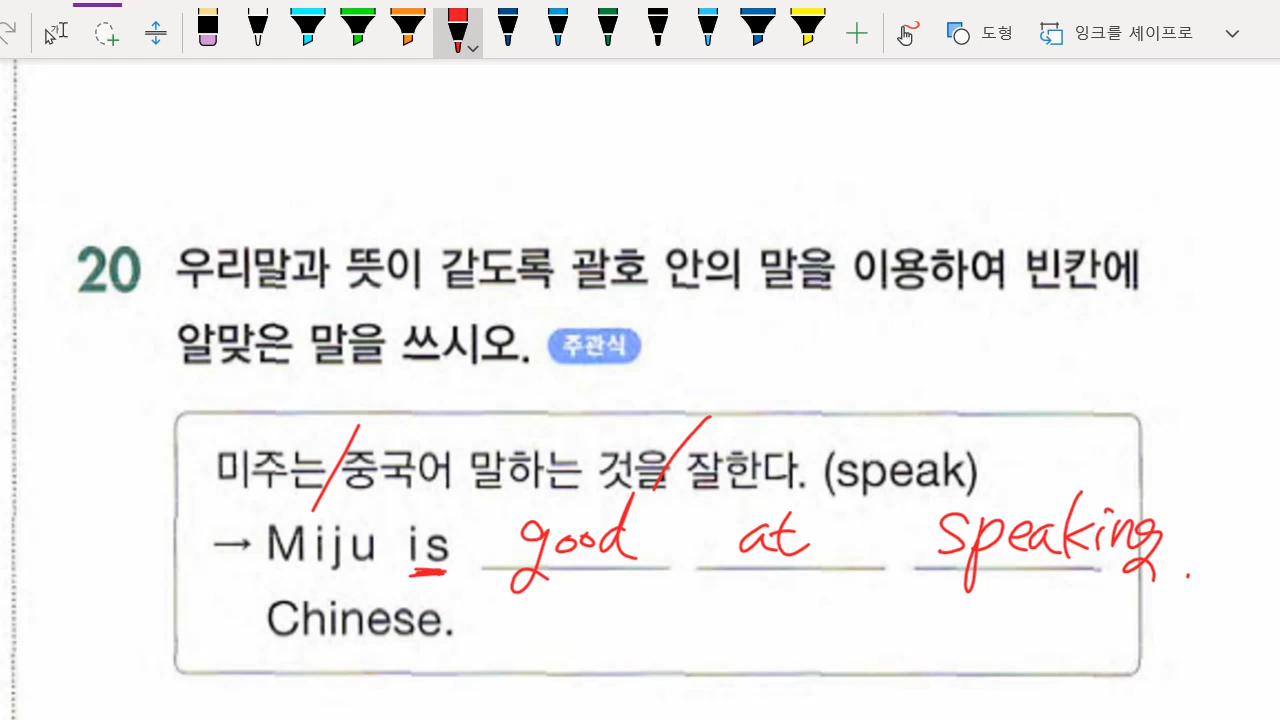 도형
잉크를 셰이프로
20 우리말과 뜻이 같도록 괄호 안의 말을 이용하여 빈칸에
알맞은 말을 쓰시오. 주관식
미주는 / 중국어 말하는 것을 / 잘한다. (speak)
→ Miju is good at speaking.
Chinese.